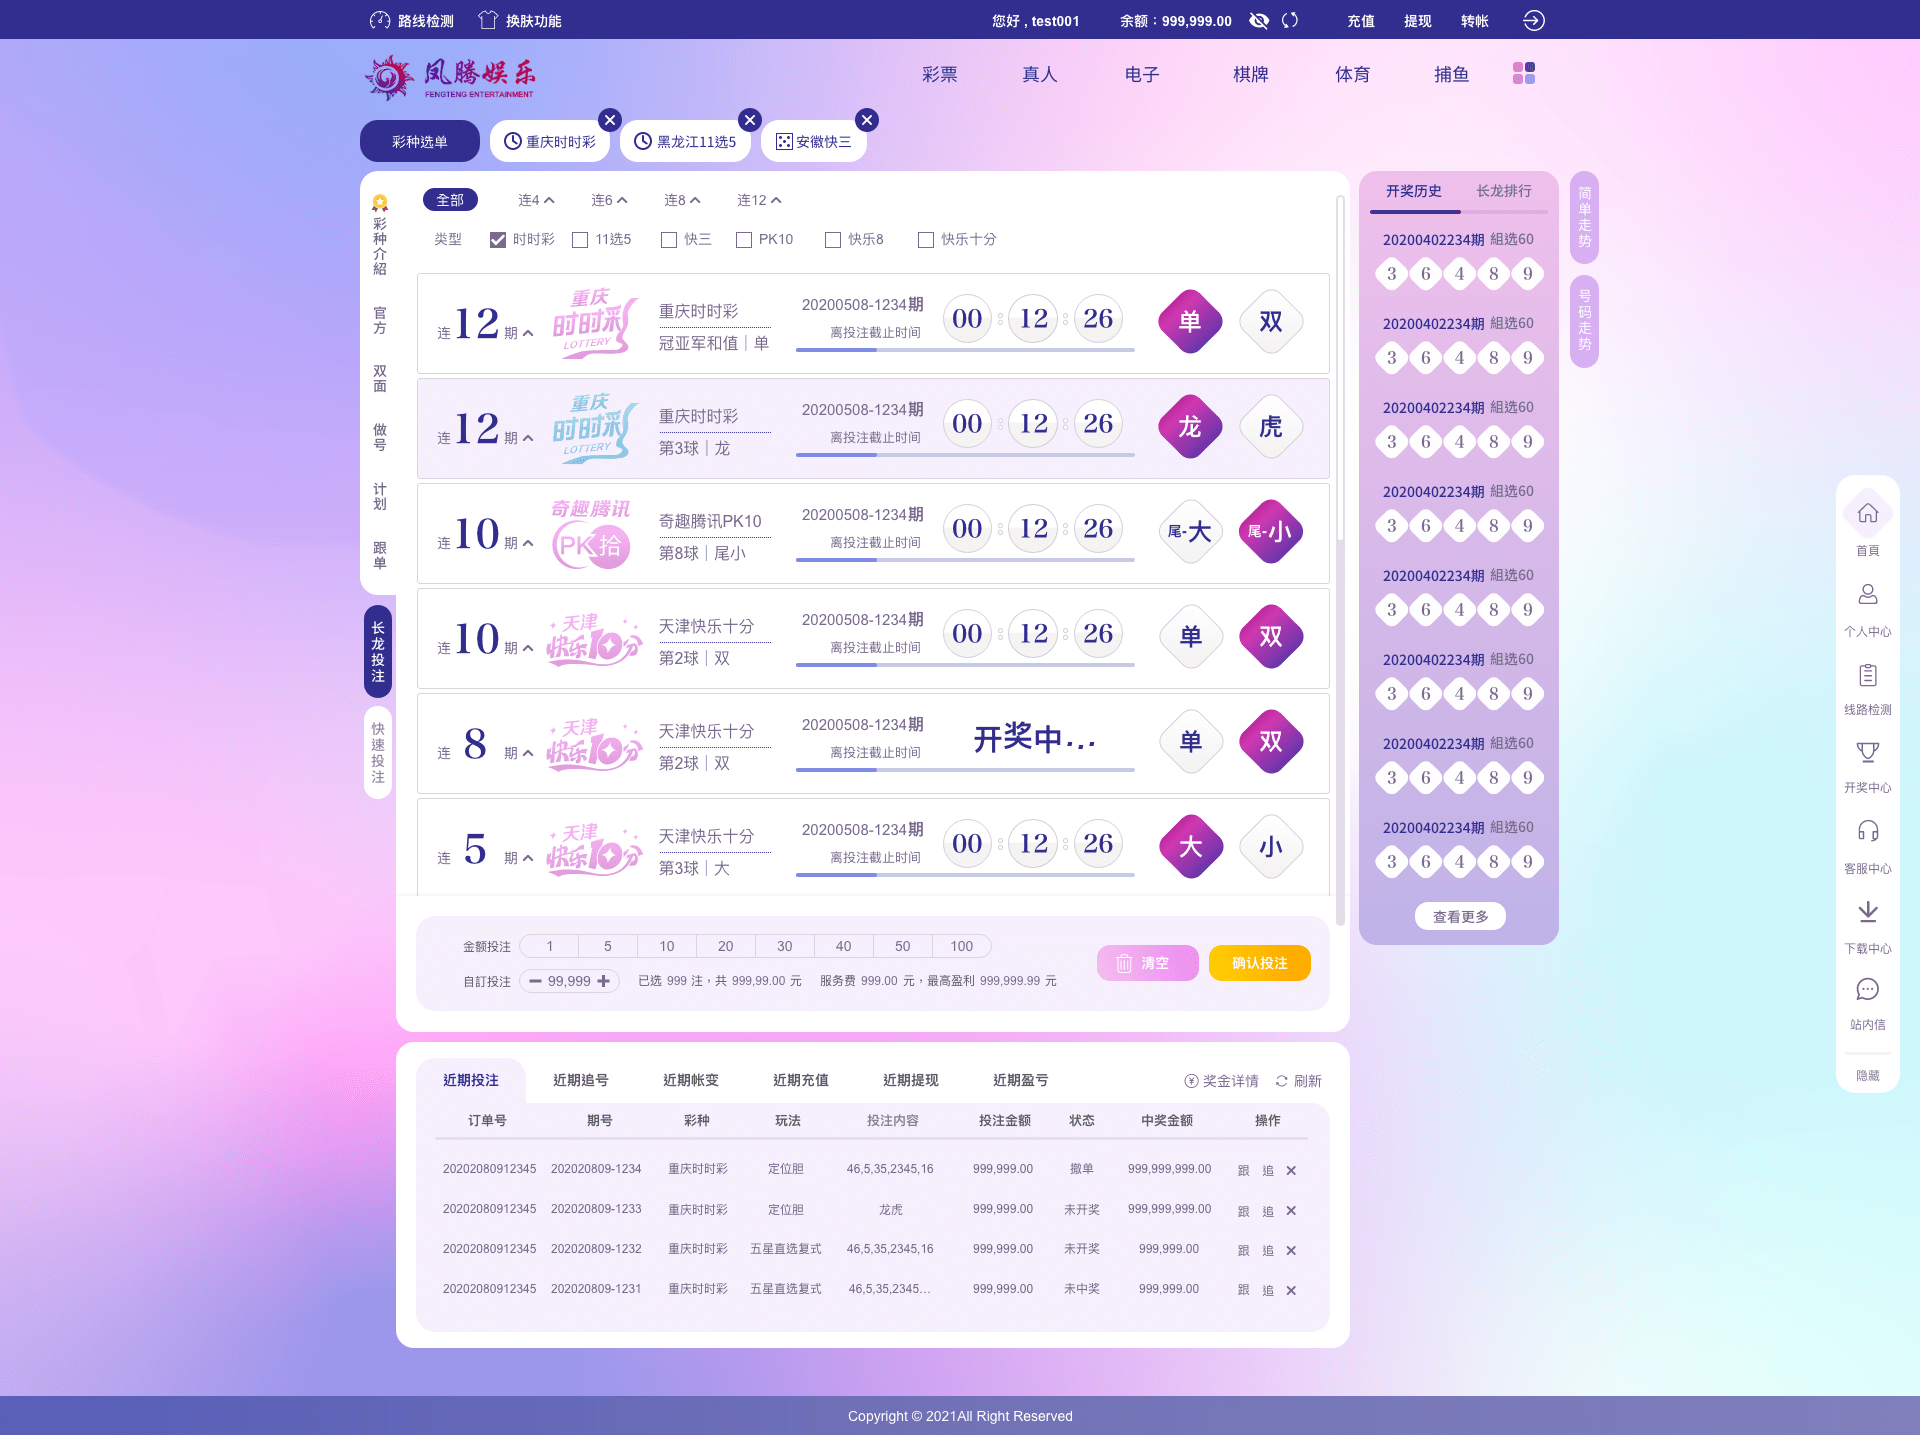 路线检测 换肤功能 您好 , test001 余额：999,999.00 充值 提现 转帐
凤腾娱乐
FENGTENG ENTERTAINMENT
彩票 真人 电子 棋牌 体育 捕鱼
彩种选单 重庆时时彩 黑龙江11选5 安徽快三
彩种介紹
官方
双面
做号
计划
跟单
长龙投注
快速投注
全部 连4 连6 连8 连12
类型 时时彩 11选5 快三 PK10 快乐8 快乐十分
连 12 期 重庆时时彩 LOTTERY 重庆时时彩 冠亚军和值｜单 20200508-1234期 离投注截止时间 00 : 12 : 26 单 双
连 12 期 重庆时时彩 LOTTERY 重庆时时彩 第3球｜龙 20200508-1234期 离投注截止时间 00 : 12 : 26 龙 虎
连 10 期 奇趣腾讯 PK拾 奇趣腾讯PK10 第8球｜尾小 20200508-1234期 离投注截止时间 00 : 12 : 26 尾-大 尾-小
连 10 期 天津快乐10分 天津快乐十分 第2球｜双 20200508-1234期 离投注截止时间 00 : 12 : 26 单 双
连 8 期 天津快乐10分 天津快乐十分 第2球｜双 20200508-1234期 离投注截止时间 开奖中... 单 双
连 5 期 天津快乐10分 天津快乐十分 第3球｜大 20200508-1234期 离投注截止时间 00 : 12 : 26 大 小
金额投注 1 5 10 20 30 40 50 100
自訂投注 99,999 已选 999 注，共 999,99.00 元 服务费 999.00 元，最高盈利 999,999.99 元
清空 确认投注
近期投注 近期追号 近期帐变 近期充值 近期提现 近期盈亏 奖金详情 刷新
订单号 期号 彩种 玩法 投注内容 投注金额 状态 中奖金额 操作
20202080912345 202020809-1234 重庆时时彩 定位胆 46,5,35,2345,16 999,999.00 撤单 999,999,999.00 跟 追
20202080912345 202020809-1233 重庆时时彩 定位胆 龙虎 999,999.00 未开奖 999,999,999.00 跟 追
20202080912345 202020809-1232 重庆时时彩 五星直选复式 46,5,35,2345,16 999,999.00 未开奖 999,999.00 跟 追
20202080912345 202020809-1231 重庆时时彩 五星直选复式 46,5,35,2345... 999,999.00 未中奖 999,999.00 跟 追
开奖历史 长龙排行
20200402234期 組选60
3 6 4 8 9
20200402234期 組选60
3 6 4 8 9
20200402234期 組选60
3 6 4 8 9
20200402234期 組选60
3 6 4 8 9
20200402234期 組选60
3 6 4 8 9
20200402234期 組选60
3 6 4 8 9
20200402234期 組选60
3 6 4 8 9
20200402234期 組选60
3 6 4 8 9
查看更多
简单走势
号码走势
首頁
个人中心
线路检测
开奖中心
客服中心
下载中心
站内信
隐藏
Copyright © 2021All Right Reserved